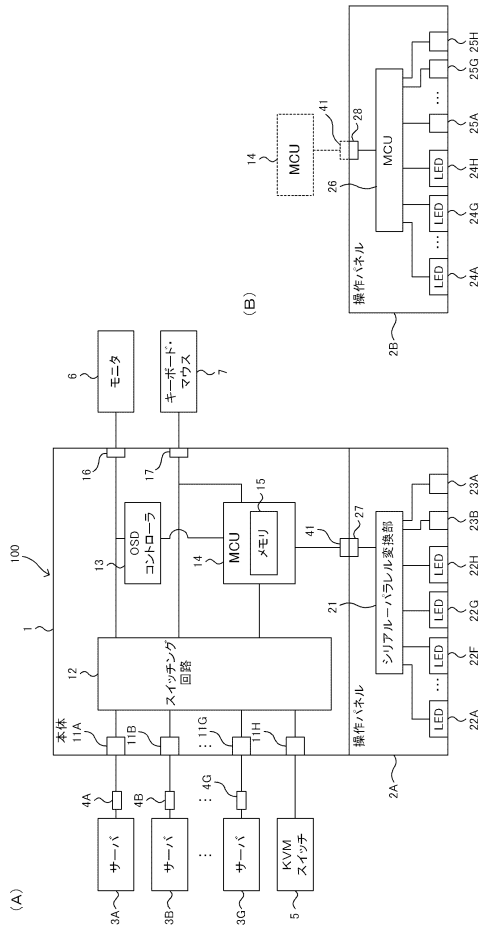 (A)
100
1
本体
サーバ
3A
4A
11A
サーバ
3B
4B
11B
⋮
⋮
⋮
サーバ
3G
4G
11G
KVM
スイッチ
5
11H
12
スイッチング
回路
13
OSD
コントローラ
14
MCU
15
メモリ
16
17
6
モニタ
7
キーボード・
マウス
41
27
操作パネル
2A
21
シリアル−パラレル変換部
LED
22A
…
LED
22F
LED
22G
LED
22H
23B
23A
(B)
14
MCU
41
28
操作パネル
2B
26
MCU
LED
24A
…
LED
24G
LED
24H
25A
…
25G
25H